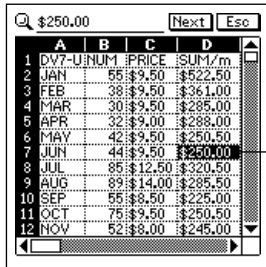 $250.00 Next Esc
A B C D
1 DV7-U NUM PRICE SUM/m
2 JAN 55 $9.50 $522.50
3 FEB 38 $9.50 $361.00
4 MAR 30 $9.50 $285.00
5 APR 32 $9.00 $288.00
6 MAY 42 $9.50 $250.50
7 JUN 44 $9.50 $250.00
8 JUL 85 $12.50 $320.50
9 AUG 89 $14.00 $285.50
10 SEP 55 $8.50 $225.00
11 OCT 75 $9.50 $250.50
12 NOV 52 $8.00 $245.00